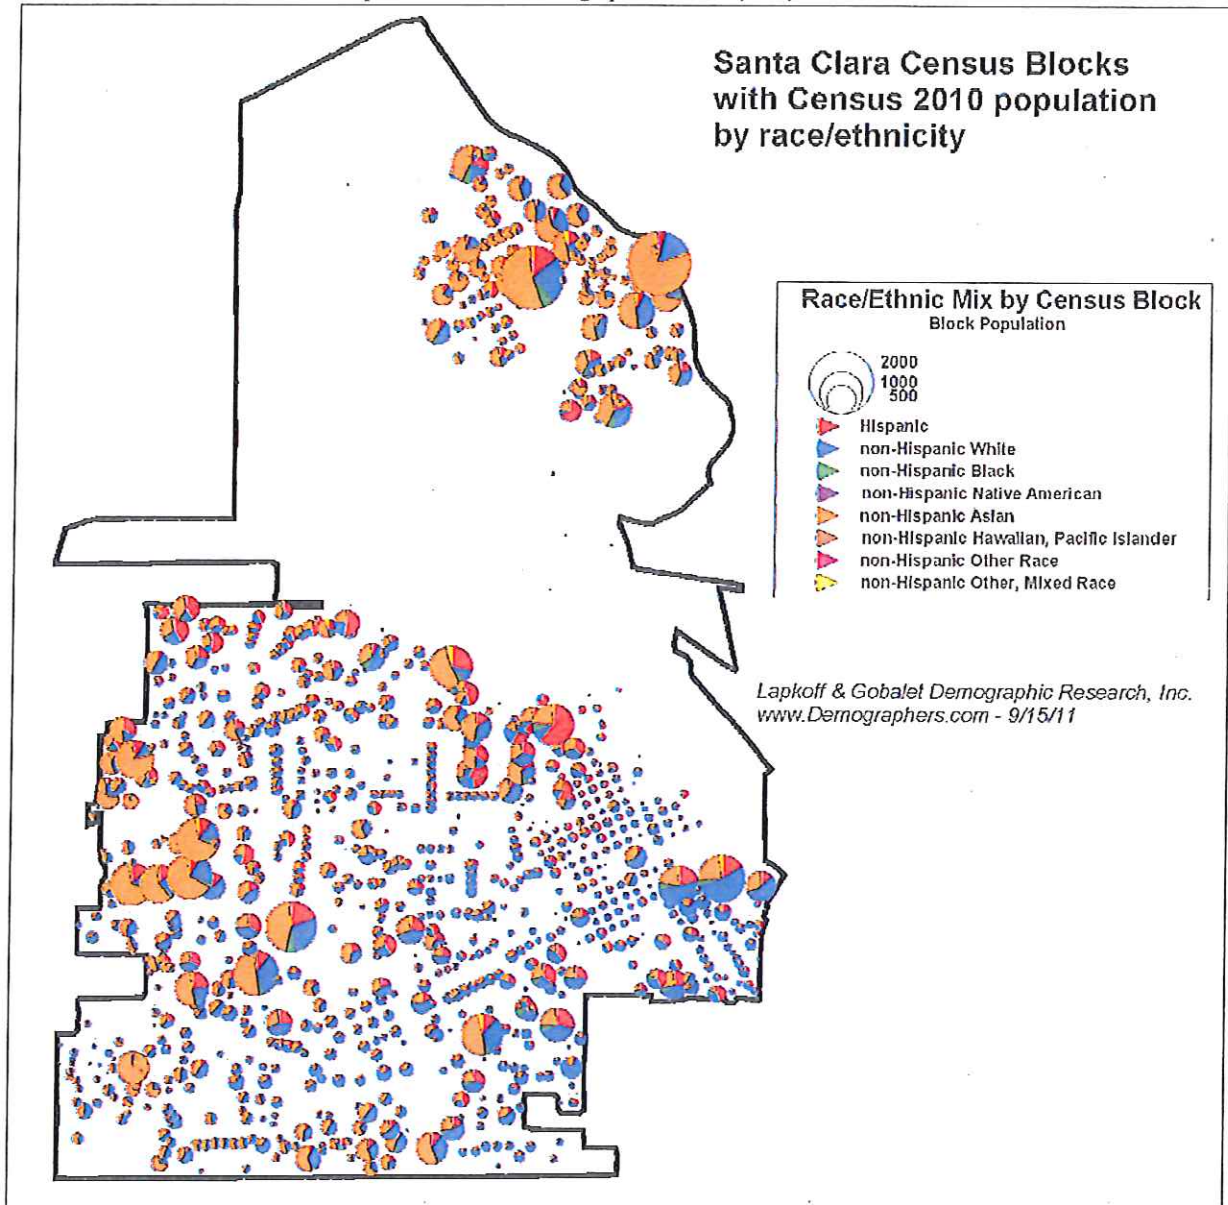 Santa Clara Census Blocks
with Census 2010 population
by race/ethnicity
Race/Ethnic Mix by Census Block
Block Population
2000
1000
500
Hispanic
non-Hispanic White
non-Hispanic Black
non-Hispanic Native American
non-Hispanic Asian
non-Hispanic Hawaiian, Pacific Islander
non-Hispanic Other Race
non-Hispanic Other, Mixed Race
Lapkoff & Gobalet Demographic Research, Inc.
www.Demographers.com - 9/15/11